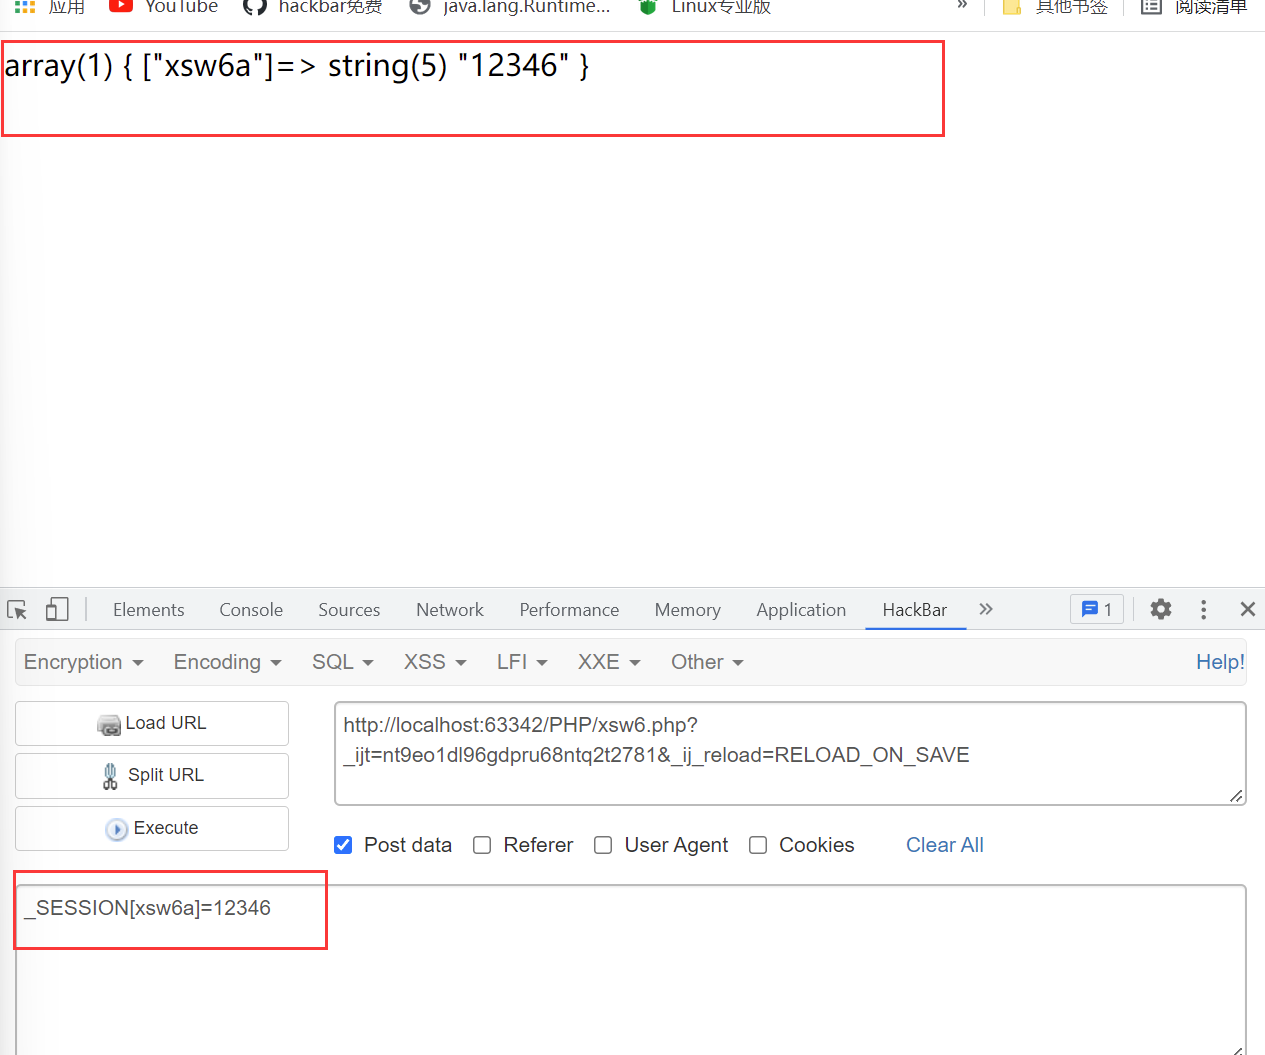 应用 YouTube hackbar免费 java.lang.Runtime... Linux专业版 » 其他书签 阅读清单
array(1) { ["xsw6a"]=> string(5) "12346" }
Elements Console Sources Network Performance Memory Application HackBar » 1
Encryption Encoding SQL XSS LFI XXE Other Help!
Load URL
Split URL
Execute
http://localhost:63342/PHP/xsw6.php?
_ijt=nt9eo1dl96gdpru68ntq2t2781&_ij_reload=RELOAD_ON_SAVE
Post data Referer User Agent Cookies Clear All
_SESSION[xsw6a]=12346